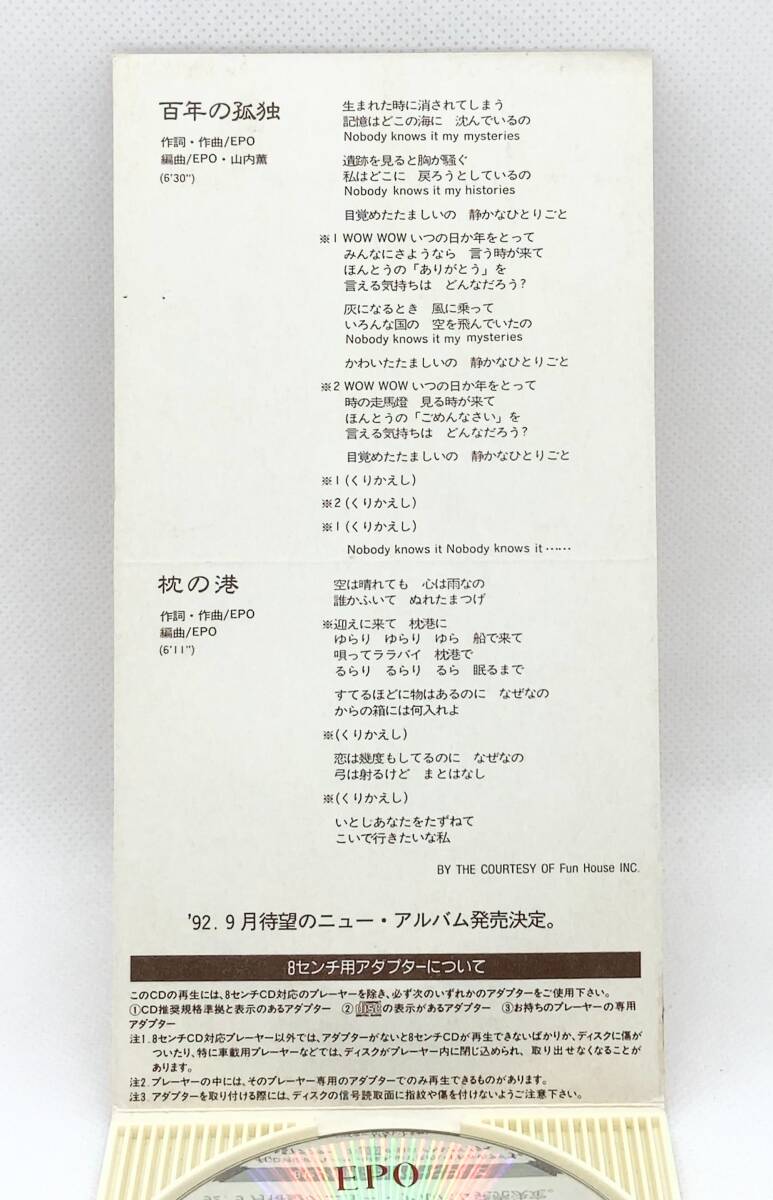 百年の孤独
作詞・作曲/EPO
編曲/EPO・山内薫
(6'30")
生まれた時に消されてしまう
記憶はどこの海に　沈んでいるの
Nobody knows it my mysteries
遺跡を見ると胸が騒ぐ
私はどこに　戻ろうとしているの
Nobody knows it my histories
目覚めたたましいの　静かなひとりごと
※1 WOW WOW いつの日か年をとって
みんなにさようなら　言う時が来て
ほんとうの「ありがとう」を
言える気持ちは　どんなだろう?
灰になるとき　風に乗って
いろんな国の　空を飛んでいたの
Nobody knows it my mysteries
かわいたたましいの　静かなひとりごと
※2 WOW WOW いつの日か年をとって
時の走馬燈　見る時が来て
ほんとうの「ごめんなさい」を
言える気持ちは　どんなだろう?
目覚めたたましいの　静かなひとりごと
※1(くりかえし)
※2(くりかえし)
※1(くりかえし)
Nobody knows it Nobody knows it……
枕の港
作詞・作曲/EPO
編曲/EPO
(6'11")
空は晴れても　心は雨なの
誰かふいて　ぬれたまつげ
※迎えに来て　枕港に
ゆらり　ゆらり　ゆら　船で来て
唄ってララバイ　枕港で
るらり　るらり　るら　眠るまで
すてるほどに物はあるのに　なぜなの
からの箱には何入れよ
※(くりかえし)
恋は幾度もしてるのに　なぜなの
弓は射るけど　まとはなし
※(くりかえし)
いとしあなたをたずねて
こいで行きたいな私
BY THE COURTESY OF Fun House INC.
'92.9月待望のニュー・アルバム発売決定。
8センチ用アダプターについて
このCDの再生には、8センチCD対応のプレーヤーを除き、必ず次のいずれかのアダプターをご使用下さい。
①CD推奨規格準拠と表示のあるアダプター　②の表示があるアダプター　③お持ちのプレーヤーの専用
アダプター
注1. 8センチCD対応プレーヤー以外では、アダプターがないと8センチCDが再生できないばかりか、ディスクに傷が
ついたり、特に車載用プレーヤーなどでは、ディスクがプレーヤー内に閉じ込められ、取り出せなくなることが
あります。
注2. プレーヤーの中には、そのプレーヤー専用のアダプターでのみ再生できるものがあります。
注3. アダプターを取り付ける際には、ディスクの信号読取面に指紋や傷を付けないようご注意下さい。
EPO